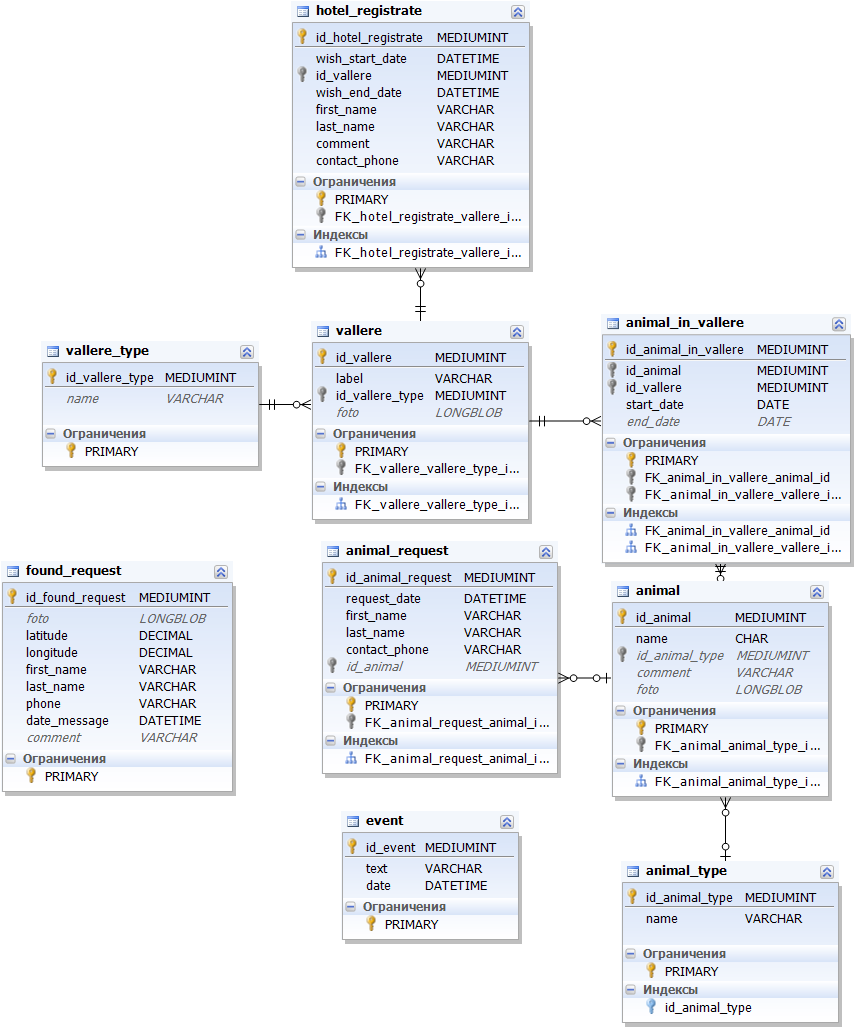 hotel_registrate
id_hotel_registrate MEDIUMINT
wish_start_date DATETIME
id_vallere MEDIUMINT
wish_end_date DATETIME
first_name VARCHAR
last_name VARCHAR
comment VARCHAR
contact_phone VARCHAR
Ограничения
PRIMARY
FK_hotel_registrate_vallere_i...
Индексы
FK_hotel_registrate_vallere_i...
vallere_type
id_vallere_type MEDIUMINT
name VARCHAR
Ограничения
PRIMARY
vallere
id_vallere MEDIUMINT
label VARCHAR
id_vallere_type MEDIUMINT
foto LONGBLOB
Ограничения
PRIMARY
FK_vallere_vallere_type_i...
Индексы
FK_vallere_vallere_type_i...
animal_in_vallere
id_animal_in_vallere MEDIUMINT
id_animal MEDIUMINT
id_vallere MEDIUMINT
start_date DATE
end_date DATE
Ограничения
PRIMARY
FK_animal_in_vallere_animal_id
FK_animal_in_vallere_vallere_i...
Индексы
FK_animal_in_vallere_animal_id
FK_animal_in_vallere_vallere_i...
found_request
id_found_request MEDIUMINT
foto LONGBLOB
latitude DECIMAL
longitude DECIMAL
first_name VARCHAR
last_name VARCHAR
phone VARCHAR
date_message DATETIME
comment VARCHAR
Ограничения
PRIMARY
animal_request
id_animal_request MEDIUMINT
request_date DATETIME
first_name VARCHAR
last_name VARCHAR
contact_phone VARCHAR
id_animal MEDIUMINT
Ограничения
PRIMARY
FK_animal_request_animal_i...
Индексы
FK_animal_request_animal_i...
animal
id_animal MEDIUMINT
name CHAR
id_animal_type MEDIUMINT
comment VARCHAR
foto LONGBLOB
Ограничения
PRIMARY
FK_animal_animal_type_i...
Индексы
FK_animal_animal_type_i...
event
id_event MEDIUMINT
text VARCHAR
date DATETIME
Ограничения
PRIMARY
animal_type
id_animal_type MEDIUMINT
name VARCHAR
Ограничения
PRIMARY
Индексы
id_animal_type